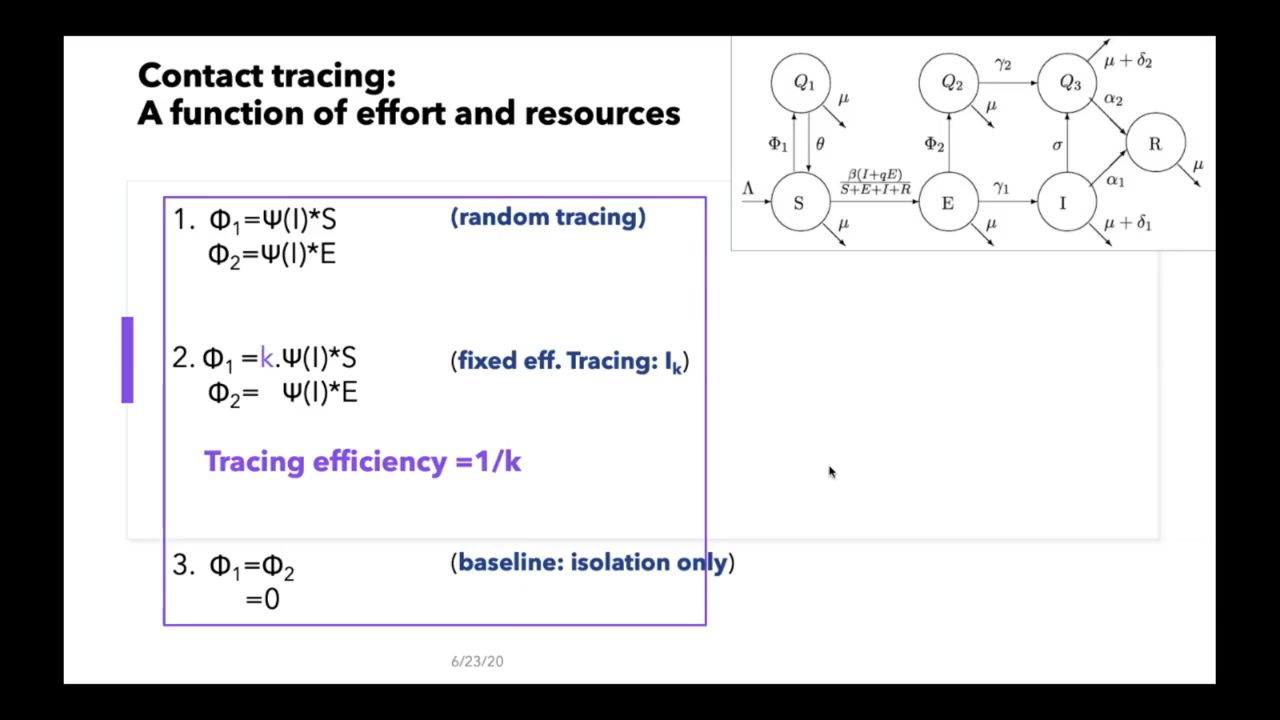 Contact tracing:
A function of effort and resources
1. Φ₁=Ψ(I)*S (random tracing)
Φ₂=Ψ(I)*E
2. Φ₁ =k.Ψ(I)*S (fixed eff. Tracing: Iₖ)
Φ₂= Ψ(I)*E
Tracing efficiency =1/k
3. Φ₁=Φ₂ (baseline: isolation only)
=0
6/23/20
Q₁
μ
Q₂
γ₂
μ
Q₃
μ + δ₂
α₂
Φ₁
θ
Φ₂
σ
R
μ
Λ
S
β(I+qE)
S+E+I+R
μ
E
γ₁
μ
I
α₁
μ + δ₁